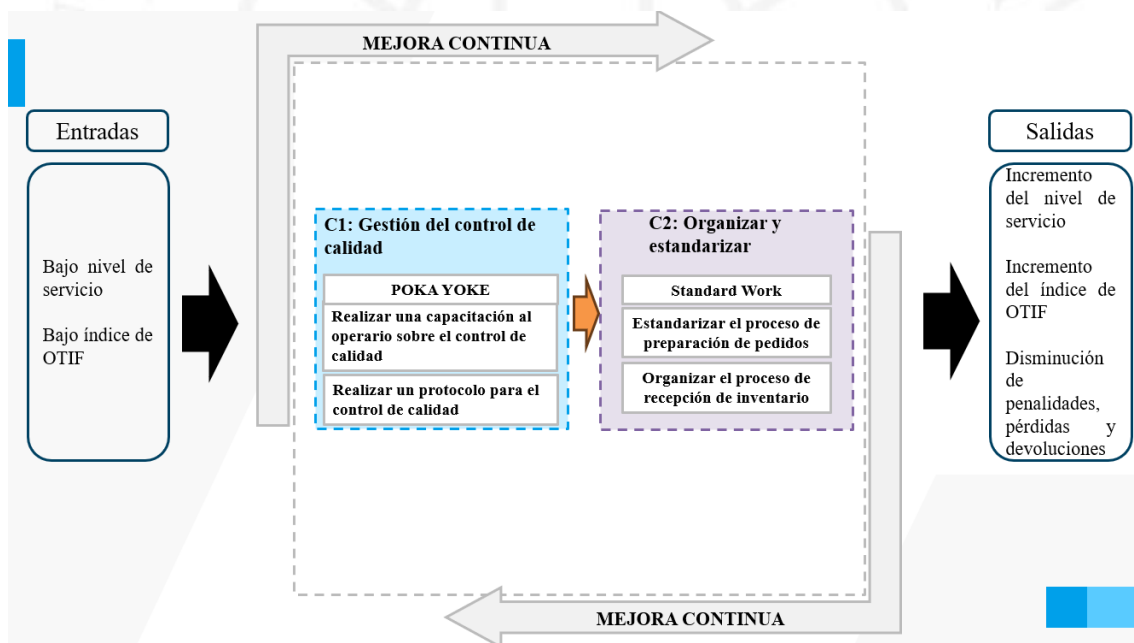 MEJORA CONTINUA
Entradas
Bajo nivel de
servicio
Bajo índice de
OTIF
C1: Gestión del control de
calidad
POKA YOKE
Realizar una capacitación al
operario sobre el control de
calidad
Realizar un protocolo para el
control de calidad
C2: Organizar y
estandarizar
Standard Work
Estandarizar el proceso de
preparación de pedidos
Organizar el proceso de
recepción de inventario
Salidas
Incremento
del nivel de
servicio
Incremento
del índice de
OTIF
Disminución
de
penalidades,
pérdidas y
devoluciones
MEJORA CONTINUA